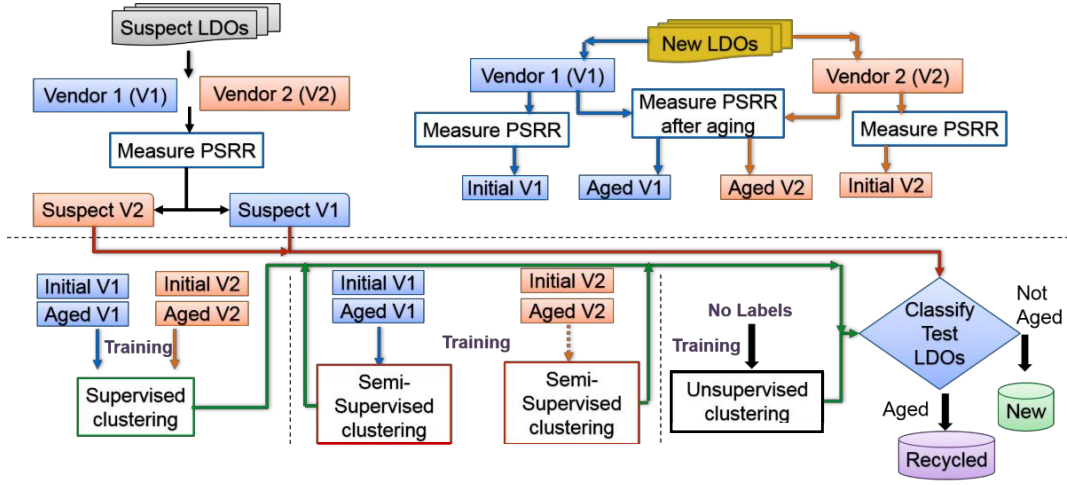 Suspect LDOs
Vendor 1 (V1)
Vendor 2 (V2)
Measure PSRR
Suspect V2
Suspect V1
New LDOs
Vendor 1 (V1)
Vendor 2 (V2)
Measure PSRR
Measure PSRR
after aging
Measure PSRR
Initial V1
Aged V1
Aged V2
Initial V2
Initial V1
Aged V1
Initial V2
Aged V2
Training
Supervised
clustering
Initial V1
Aged V1
Initial V2
Aged V2
Training
Semi-
Supervised
clustering
Semi-
Supervised
clustering
No Labels
Training
Unsupervised
clustering
Classify
Test
LDOs
Not
Aged
New
Aged
Recycled